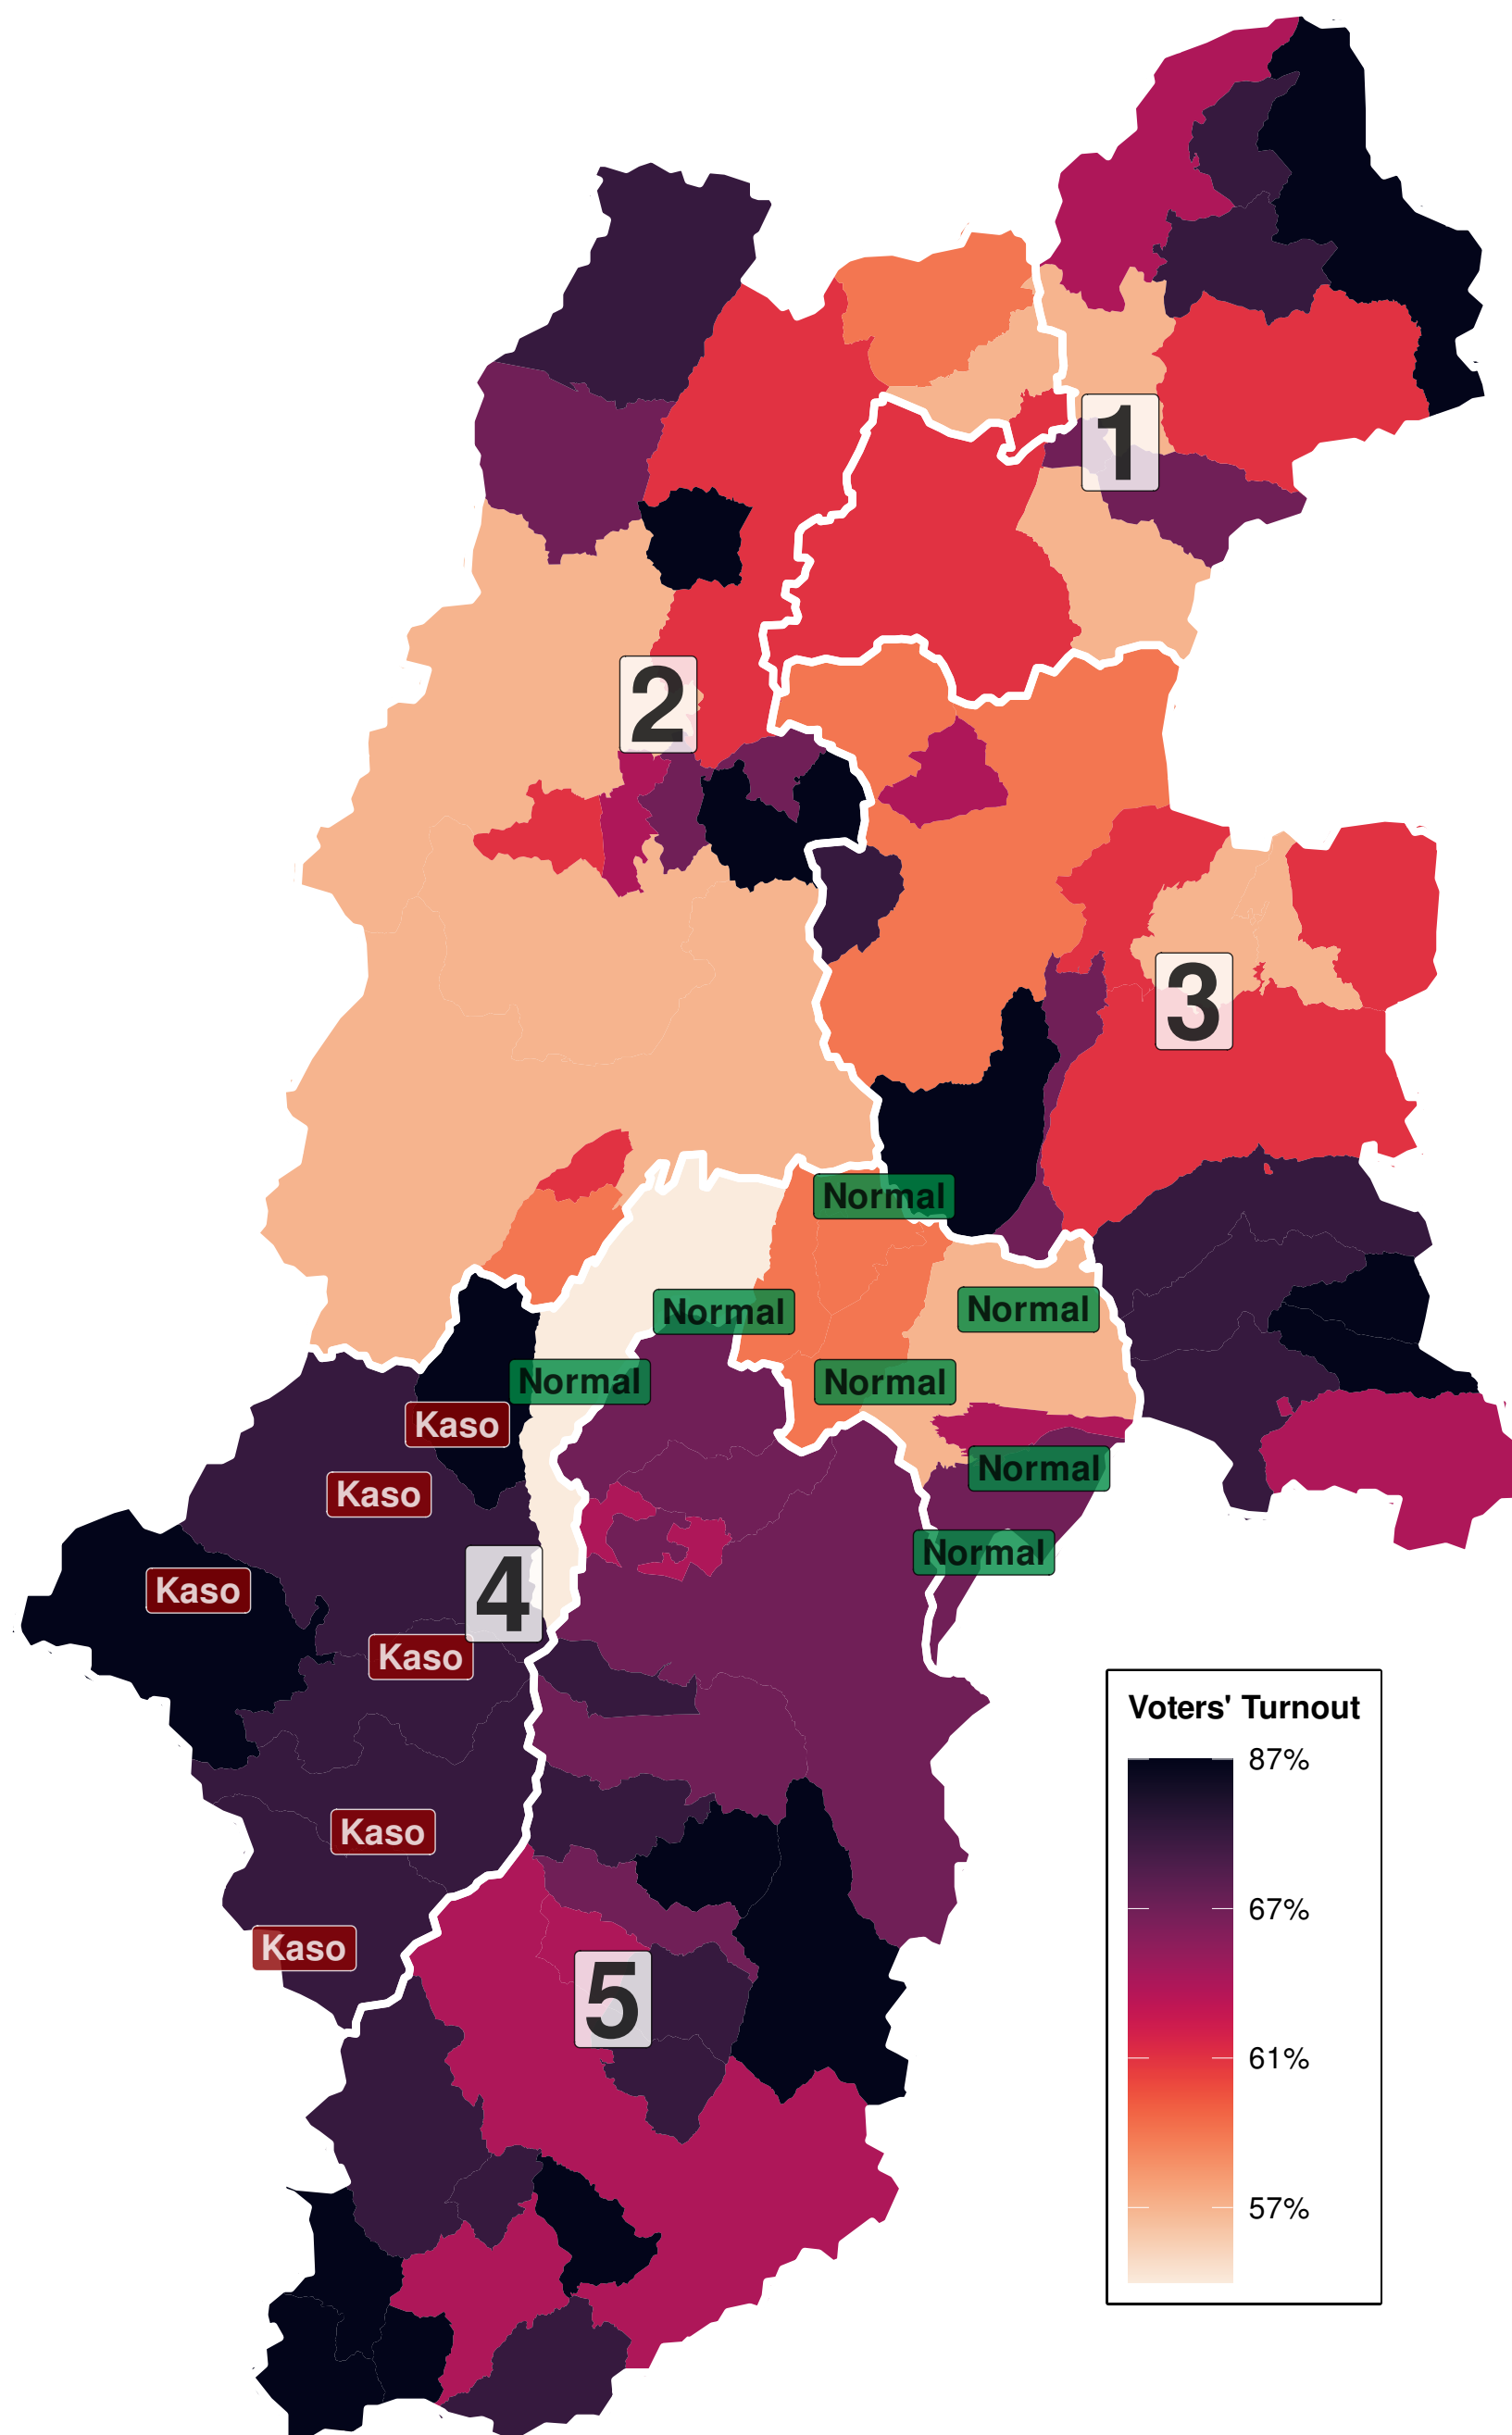 1
2
3
Normal
Normal
Normal
Normal
Normal
Kaso
Normal
Kaso
Normal
Kaso
4
Kaso
Voters' Turnout
87%
Kaso
67%
Kaso
5
61%
57%